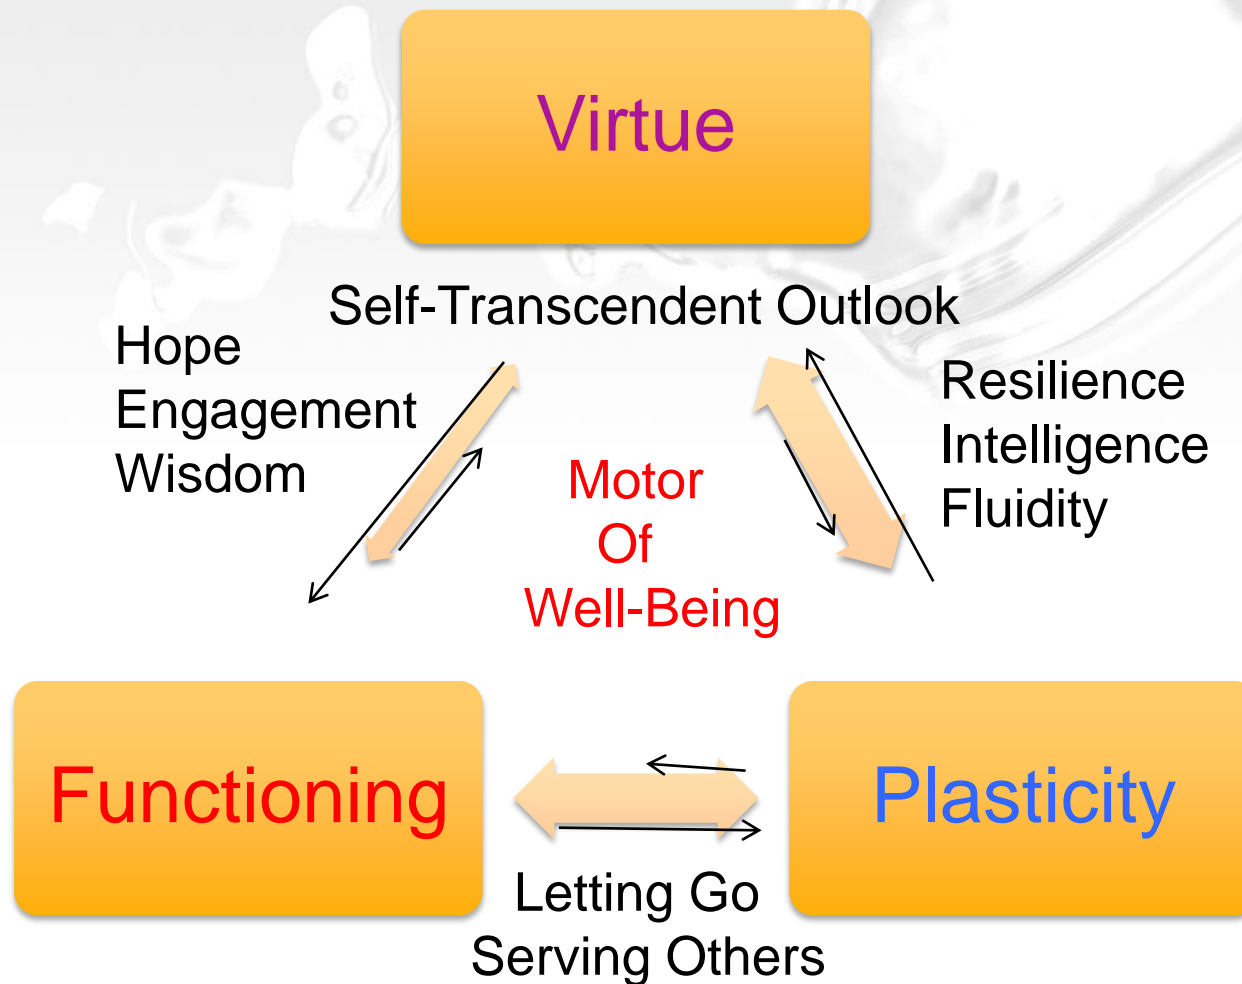 Virtue
Self-Transcendent Outlook
Hope
Engagement
Wisdom
Resilience
Intelligence
Fluidity
Motor
Of
Well-Being
Functioning
Plasticity
Letting Go
Serving Others